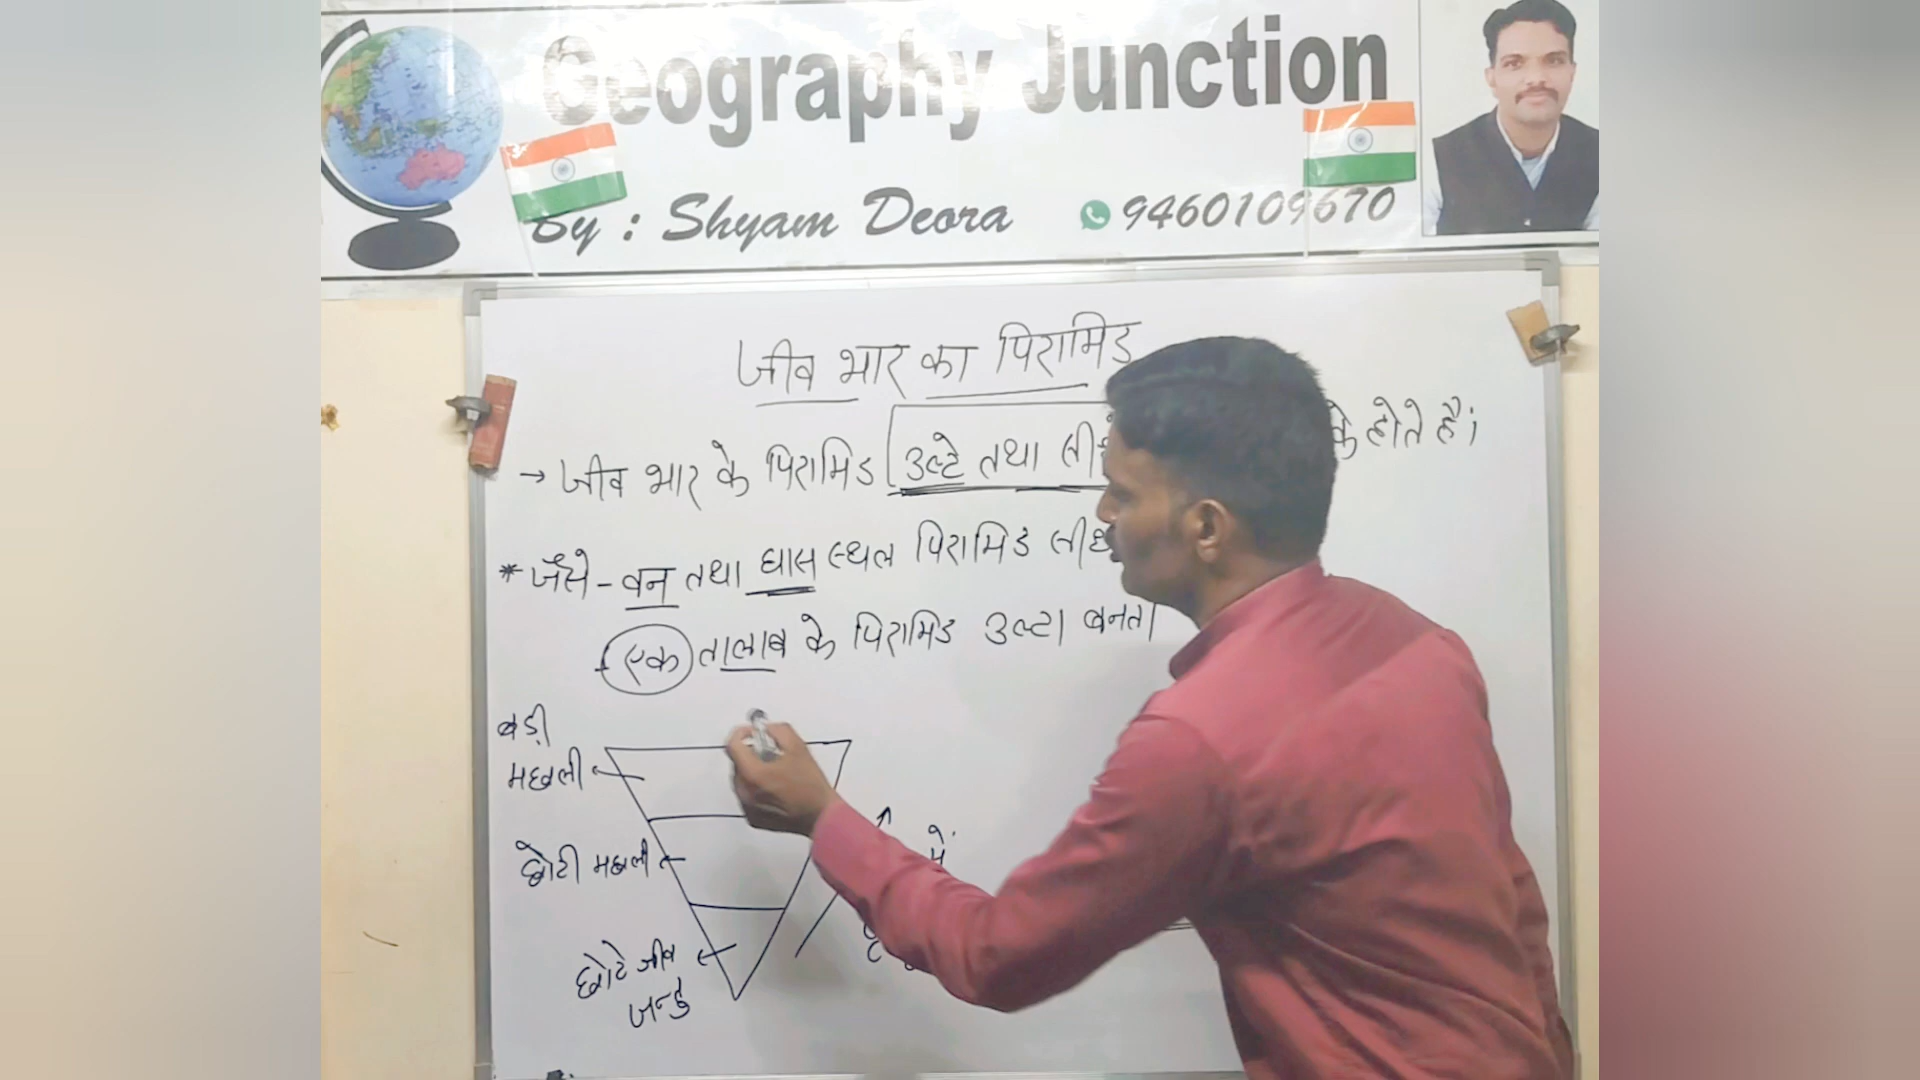 Geography Junction
By : Shyam Deora 9460109670
जीव भार का पिरामिड
→ जीव भार के पिरामिड उल्टे तथा सी के होते है।
* जैसे - वन तथा घास स्थल पिरामिड सीध
एक तालाब के पिरामिड उल्टा बनता
बड़ी
मछली
छोटी मछली
में
छोटे जीव
जन्तु